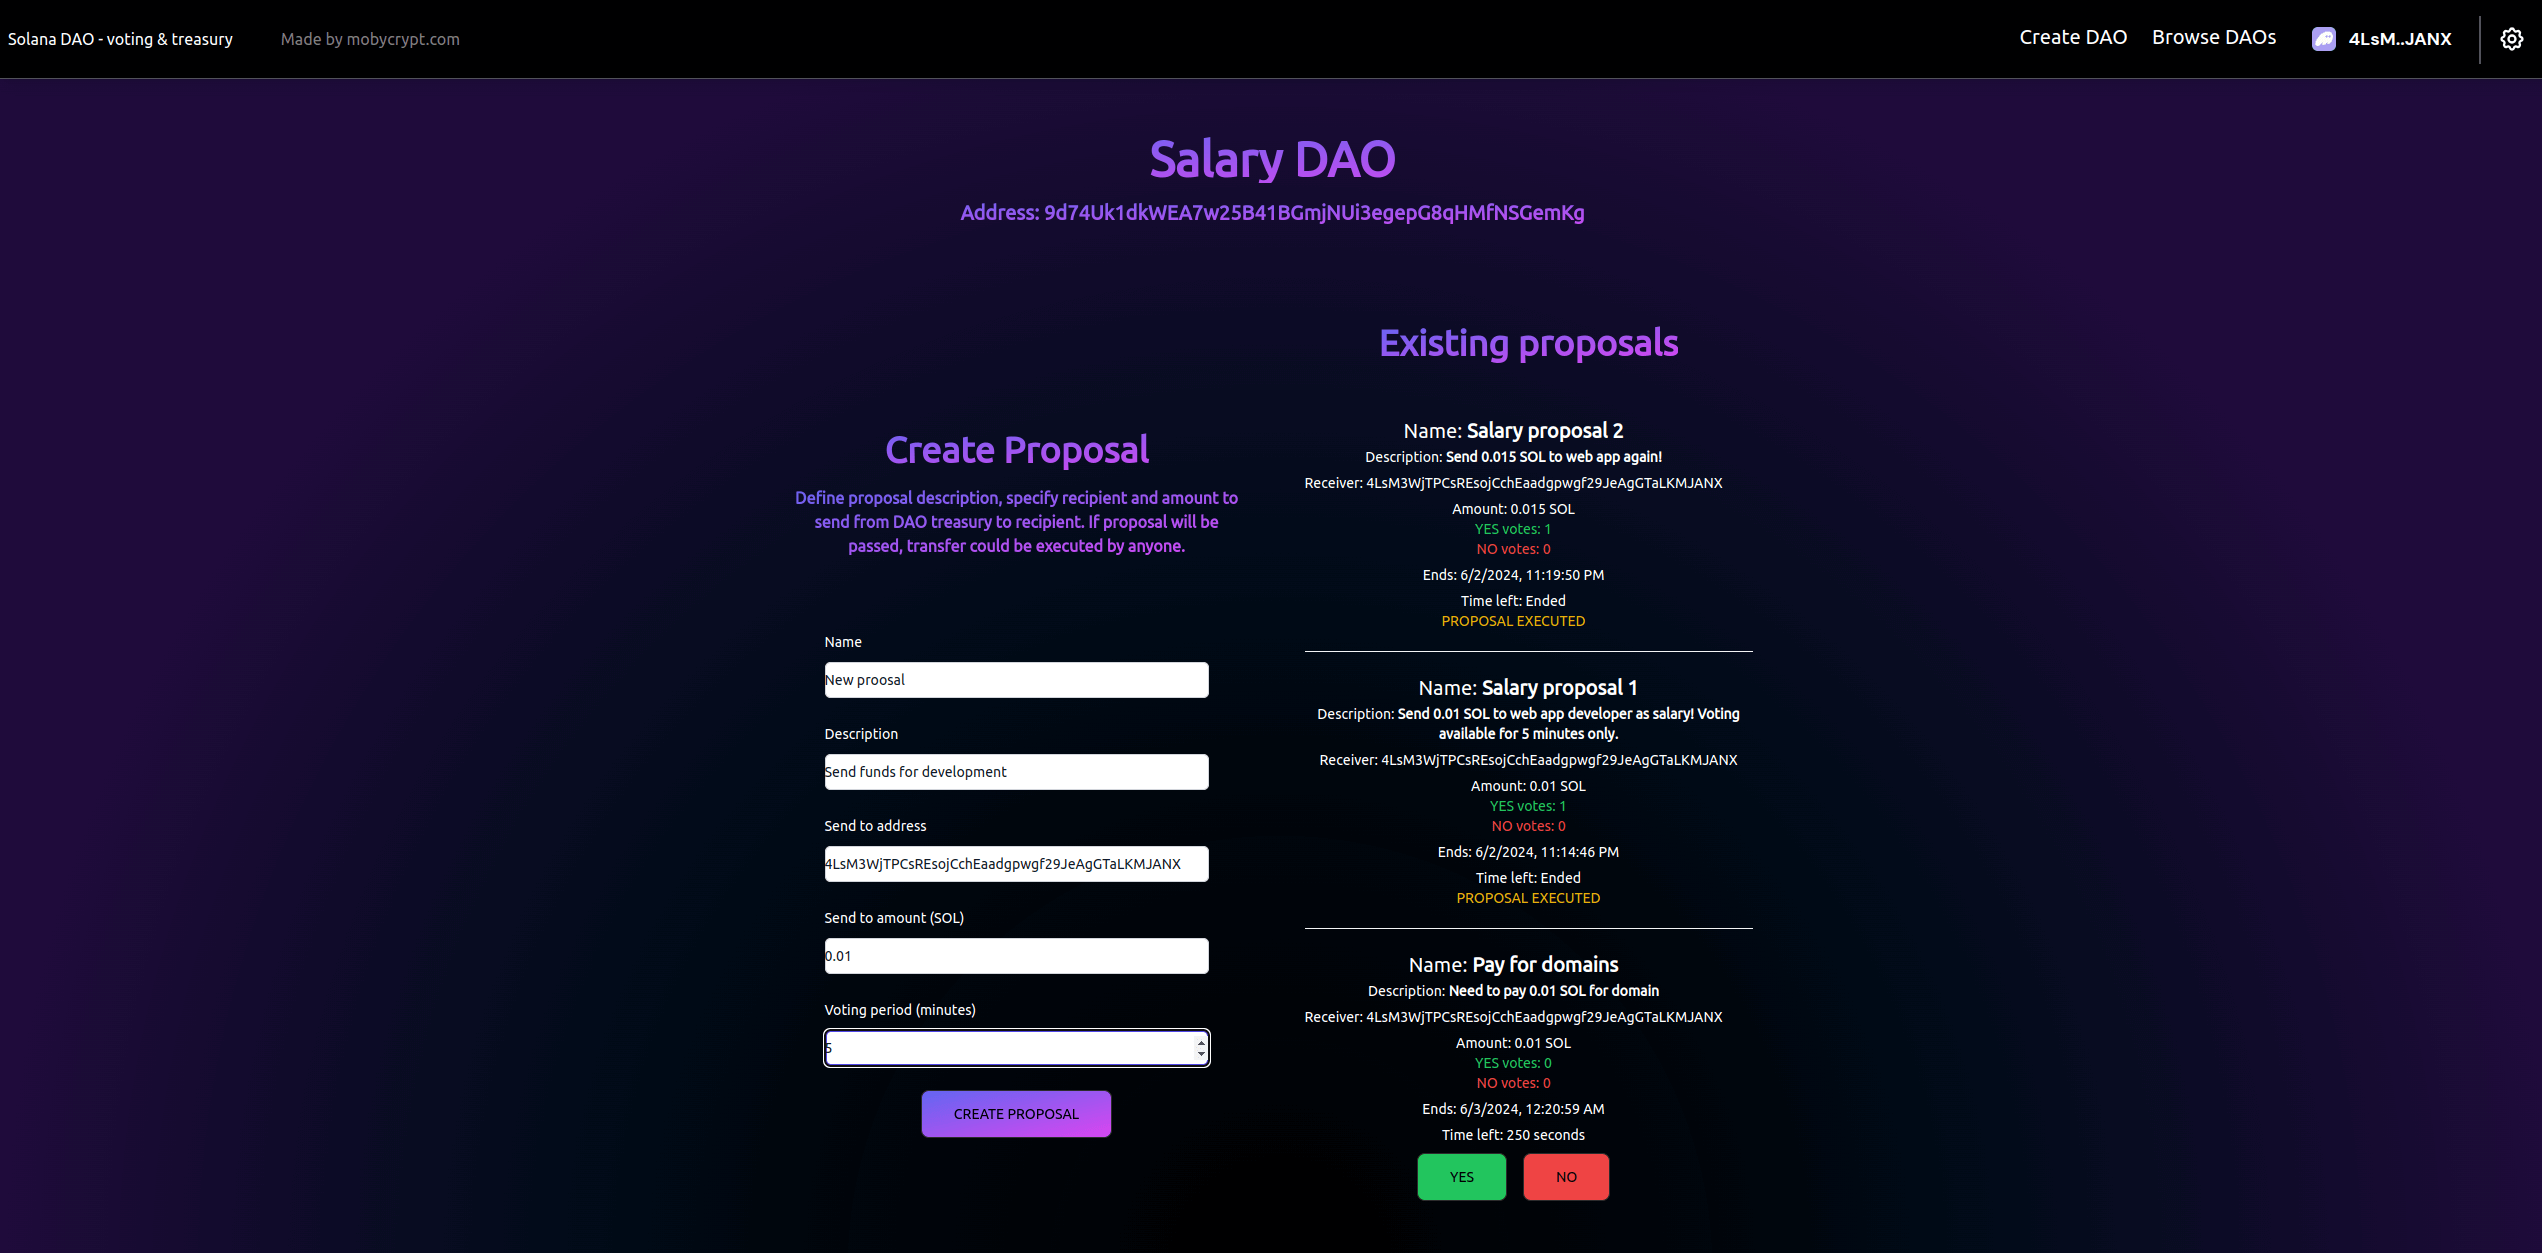 Solana DAO - voting & treasury
Made by mobycrypt.com
Create DAO
Browse DAOs
4LsM..JANX
Salary DAO
Address: 9d74Uk1dkWEA7w25B41BGmjNUi3egepG8qHMfNSGemKg
Create Proposal
Define proposal description, specify recipient and amount to
send from DAO treasury to recipient. If proposal will be
passed, transfer could be executed by anyone.
Name
New proosal
Description
Send funds for development
Send to address
4LsM3WjTPCsREsojCchEaadgpwgf29JeAgGTaLKMJANX
Send to amount (SOL)
0.01
Voting period (minutes)
5
CREATE PROPOSAL
Existing proposals
Name: Salary proposal 2
Description: Send 0.015 SOL to web app again!
Receiver: 4LsM3WjTPCsREsojCchEaadgpwgf29JeAgGTaLKMJANX
Amount: 0.015 SOL
YES votes: 1
NO votes: 0
Ends: 6/2/2024, 11:19:50 PM
Time left: Ended
PROPOSAL EXECUTED
Name: Salary proposal 1
Description: Send 0.01 SOL to web app developer as salary! Voting
available for 5 minutes only.
Receiver: 4LsM3WjTPCsREsojCchEaadgpwgf29JeAgGTaLKMJANX
Amount: 0.01 SOL
YES votes: 1
NO votes: 0
Ends: 6/2/2024, 11:14:46 PM
Time left: Ended
PROPOSAL EXECUTED
Name: Pay for domains
Description: Need to pay 0.01 SOL for domain
Receiver: 4LsM3WjTPCsREsojCchEaadgpwgf29JeAgGTaLKMJANX
Amount: 0.01 SOL
YES votes: 0
NO votes: 0
Ends: 6/3/2024, 12:20:59 AM
Time left: 250 seconds
YES
NO